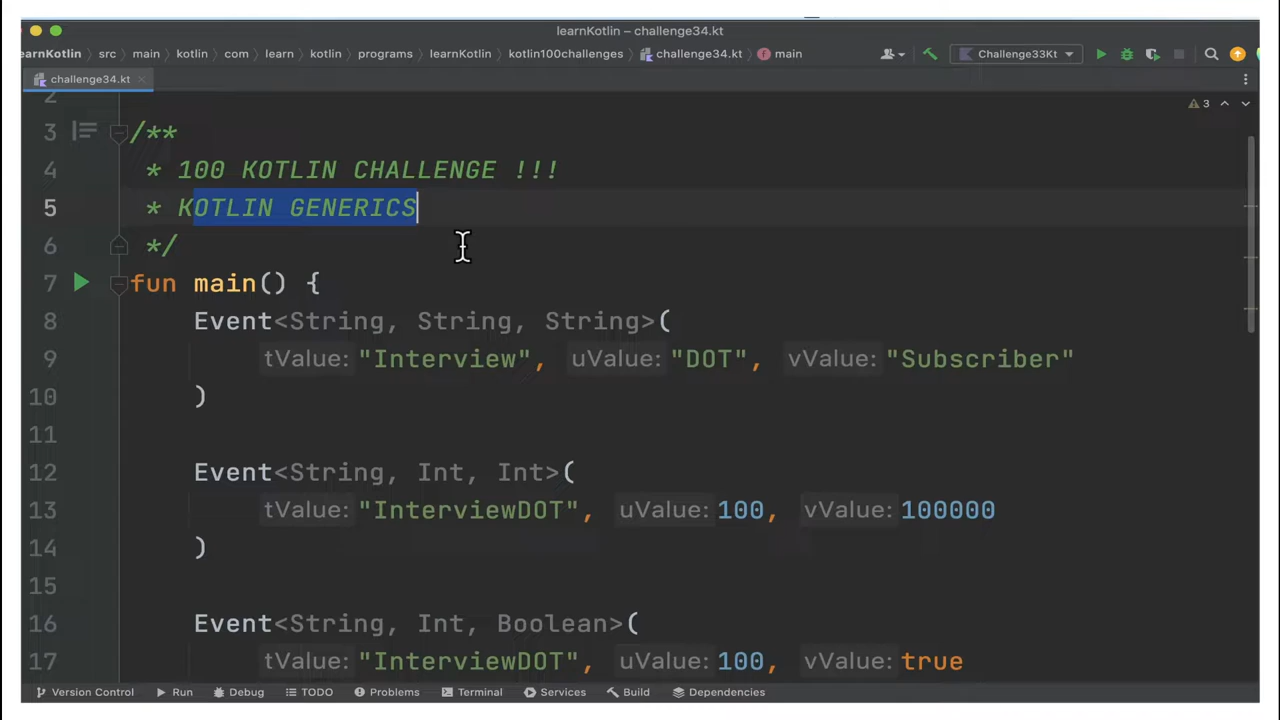 learnKotlin – challenge34.kt
earnKotlin > src > main > kotlin > com > learn > kotlin > programs > learnKotlin > kotlin100challenges > challenge34.kt > main Challenge33Kt
challenge34.kt
3
2
3 /**
4 * 100 KOTLIN CHALLENGE !!!
5 * KOTLIN GENERICS
6 */
7 fun main() {
8 Event<String, String, String>(
9 tValue: "Interview", uValue: "DOT", vValue: "Subscriber"
10 )
11
12 Event<String, Int, Int>(
13 tValue: "InterviewDOT", uValue: 100, vValue: 100000
14 )
15
16 Event<String, Int, Boolean>(
17 tValue: "InterviewDOT", uValue: 100, vValue: true
Version Control Run Debug TODO Problems Terminal Services Build Dependencies